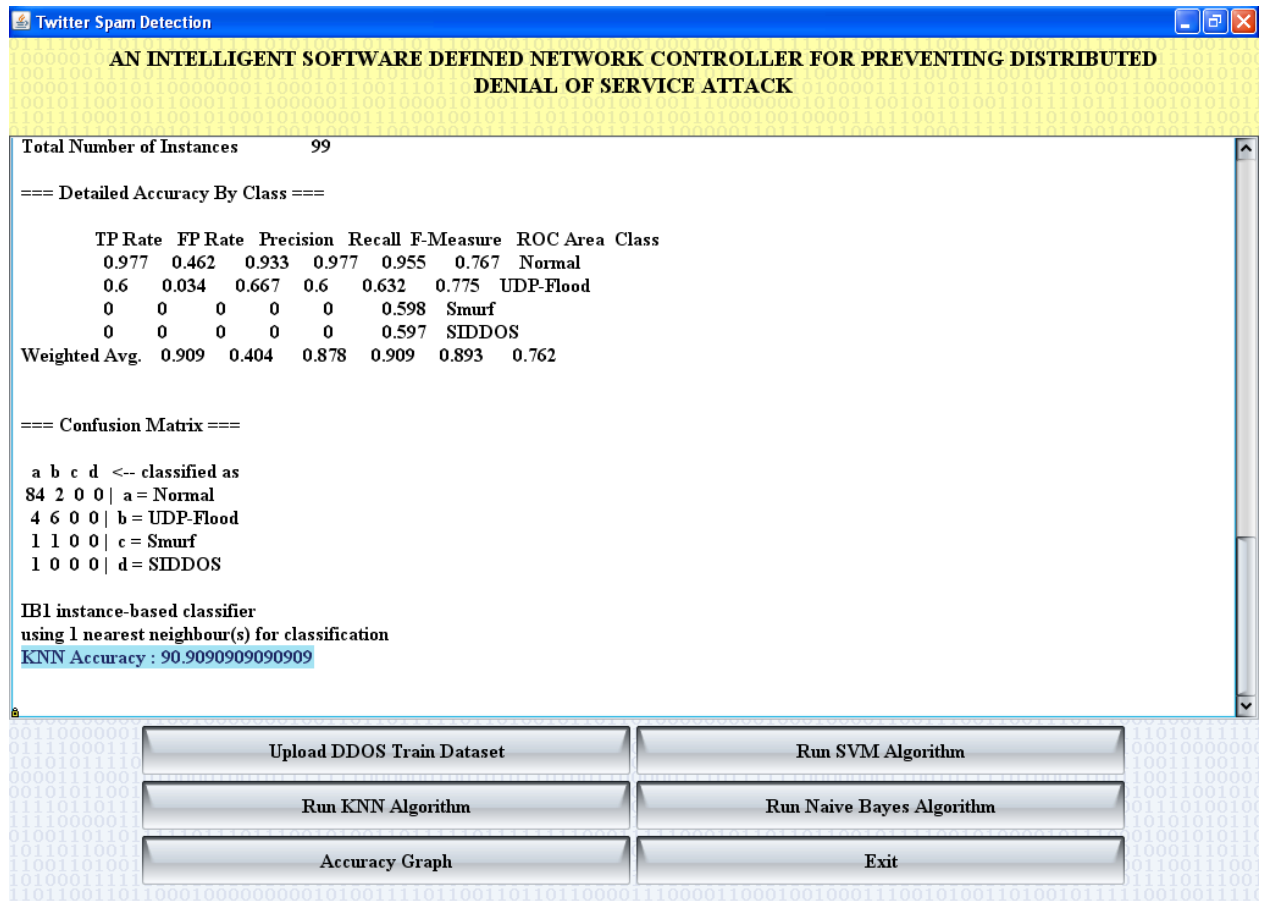 Twitter Spam Detection
AN INTELLIGENT SOFTWARE DEFINED NETWORK CONTROLLER FOR PREVENTING DISTRIBUTED
DENIAL OF SERVICE ATTACK
Total Number of Instances 99
=== Detailed Accuracy By Class ===
TP Rate FP Rate Precision Recall F-Measure ROC Area Class
0.977 0.462 0.933 0.977 0.955 0.767 Normal
0.6 0.034 0.667 0.6 0.632 0.775 UDP-Flood
0 0 0 0 0 0.598 Smurf
0 0 0 0 0 0.597 SIDDOS
Weighted Avg. 0.909 0.404 0.878 0.909 0.893 0.762
=== Confusion Matrix ===
a b c d <-- classified as
84 2 0 0 | a = Normal
4 6 0 0 | b = UDP-Flood
1 1 0 0 | c = Smurf
1 0 0 0 | d = SIDDOS
IB1 instance-based classifier
using 1 nearest neighbour(s) for classification
KNN Accuracy : 90.9090909090909
Upload DDOS Train Dataset
Run SVM Algorithm
Run KNN Algorithm
Run Naive Bayes Algorithm
Accuracy Graph
Exit